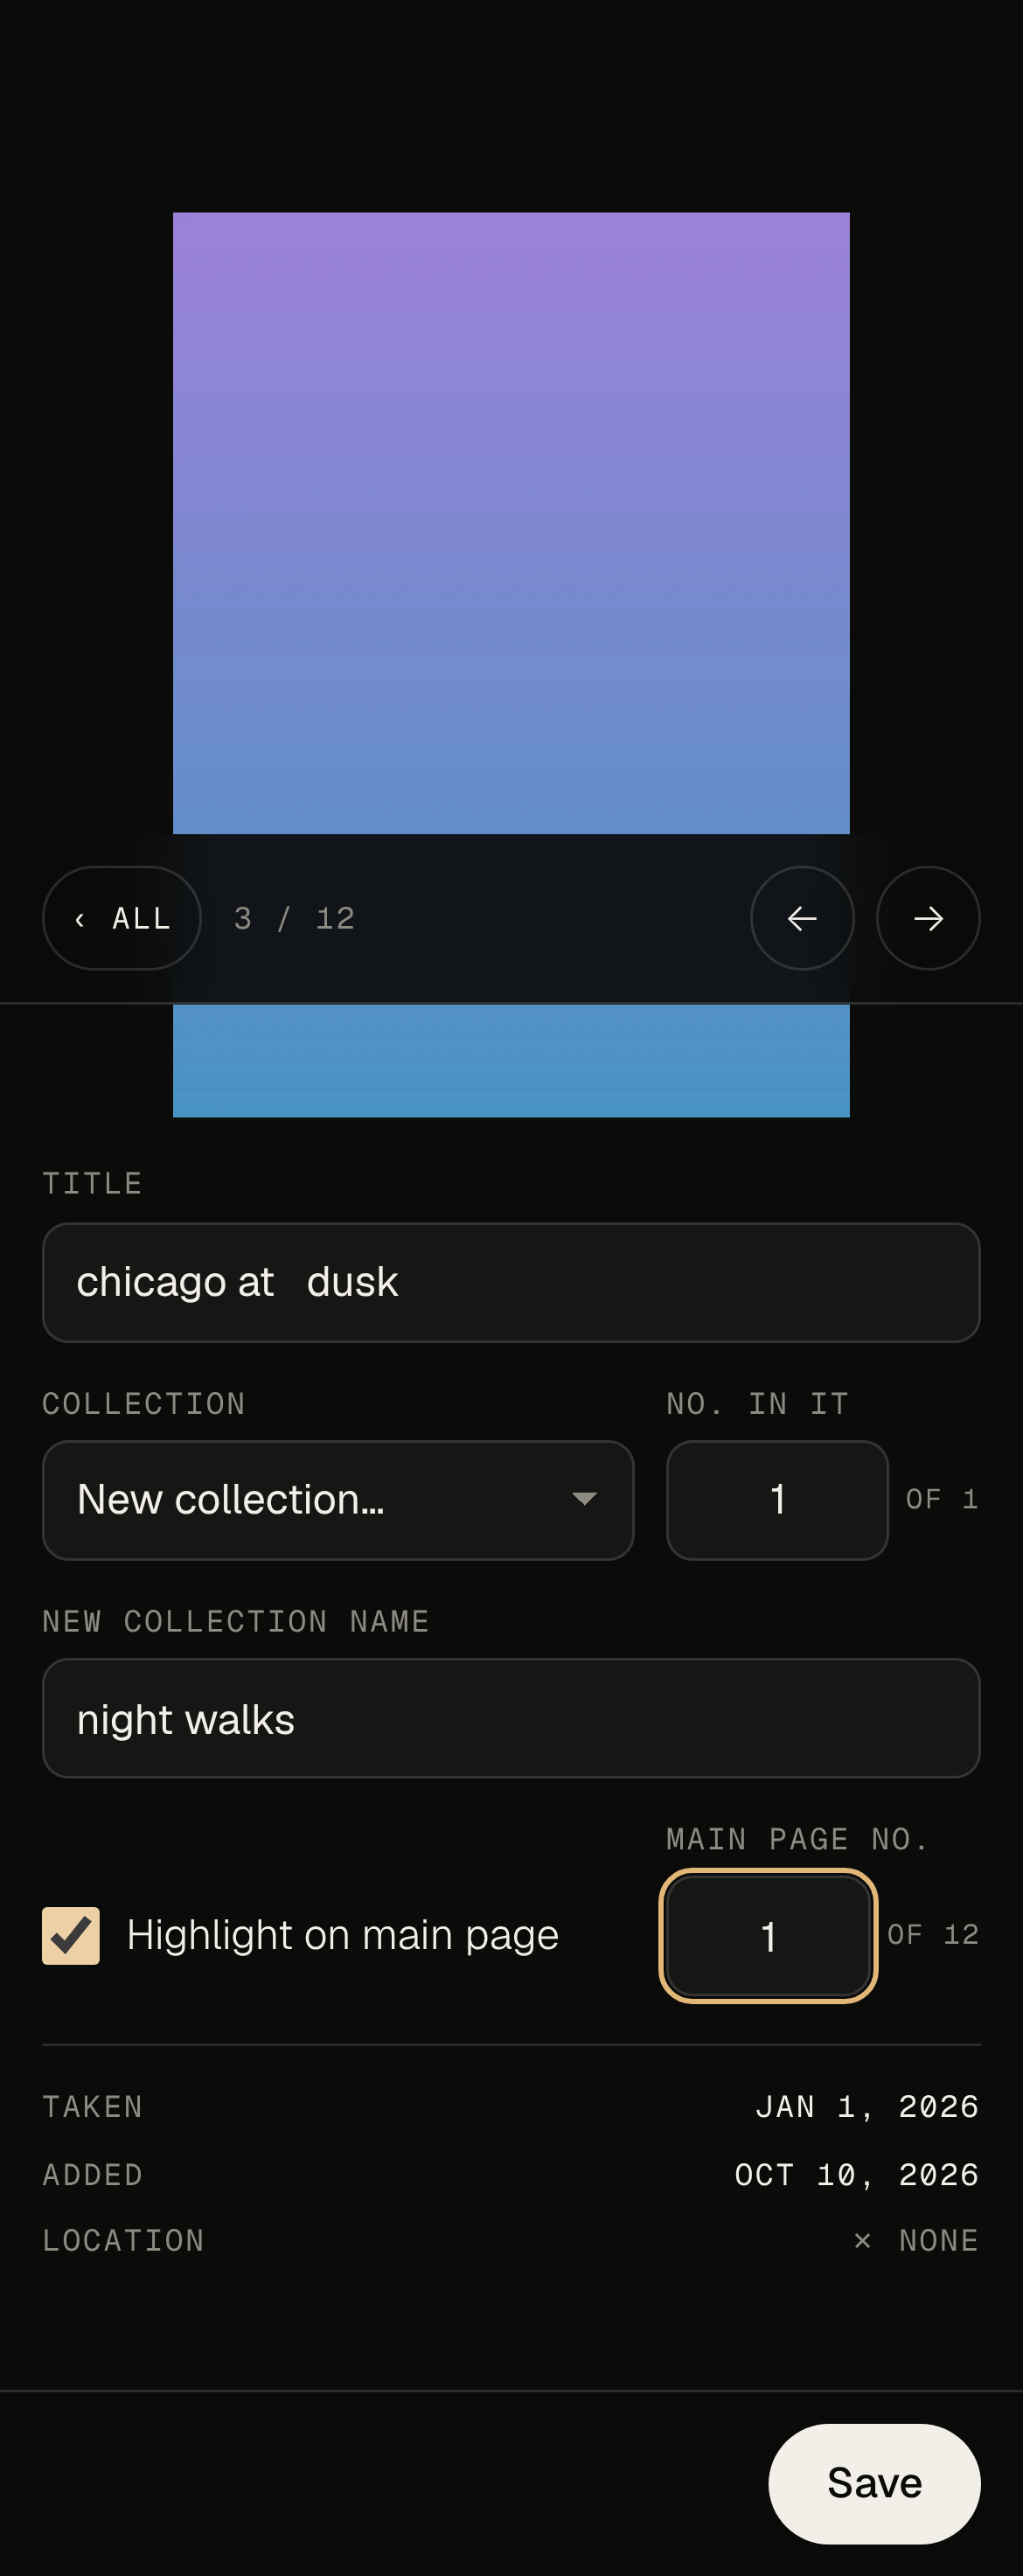 ‹ ALL 3 / 12 ← →
TITLE
chicago at   dusk
COLLECTION NO. IN IT
New collection… 1 OF 1
NEW COLLECTION NAME
night walks
MAIN PAGE NO.
Highlight on main page 1 OF 12
TAKEN JAN 1, 2026
ADDED OCT 10, 2026
LOCATION × NONE
Save